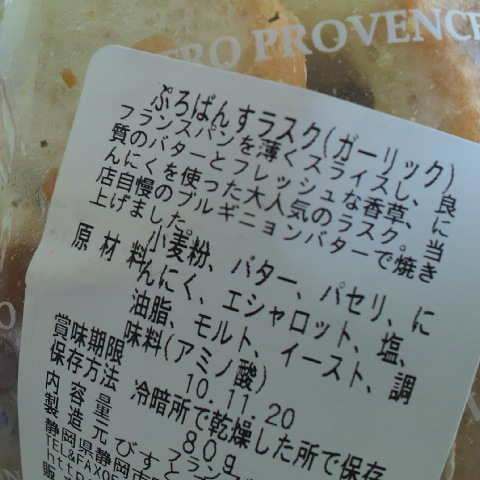 PROVENCE
ぷろばんすラスク(ガーリック)
フランスパンを薄くスライスし、良
質のバターとフレッシュな香草、に
んにくを使った大人気のラスク。当
店自慢のブルギニョンバターで焼き
上げました。
原材料 小麦粉、バター、パセリ、に
んにく、エシャロット、塩、
油脂、モルト、イースト、調
味料(アミノ酸)
賞味期限 10.11.20
保存方法 冷暗所で乾燥した所で保存
内容量 80g
製造元 びすと
静岡県静岡市
TEL&FAX